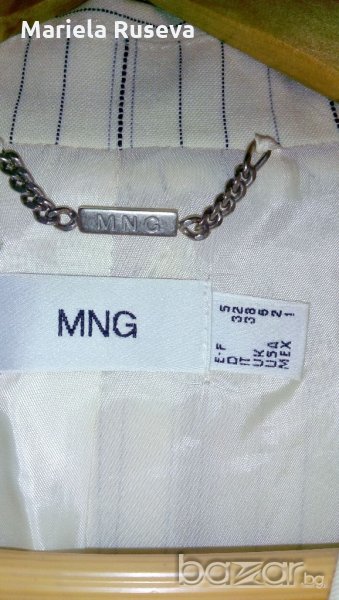 Mariela Ruseva
MNG
MNG
E-F
D 32
IT 38
UK 6
USA 2
MEX 1
bazar.bg